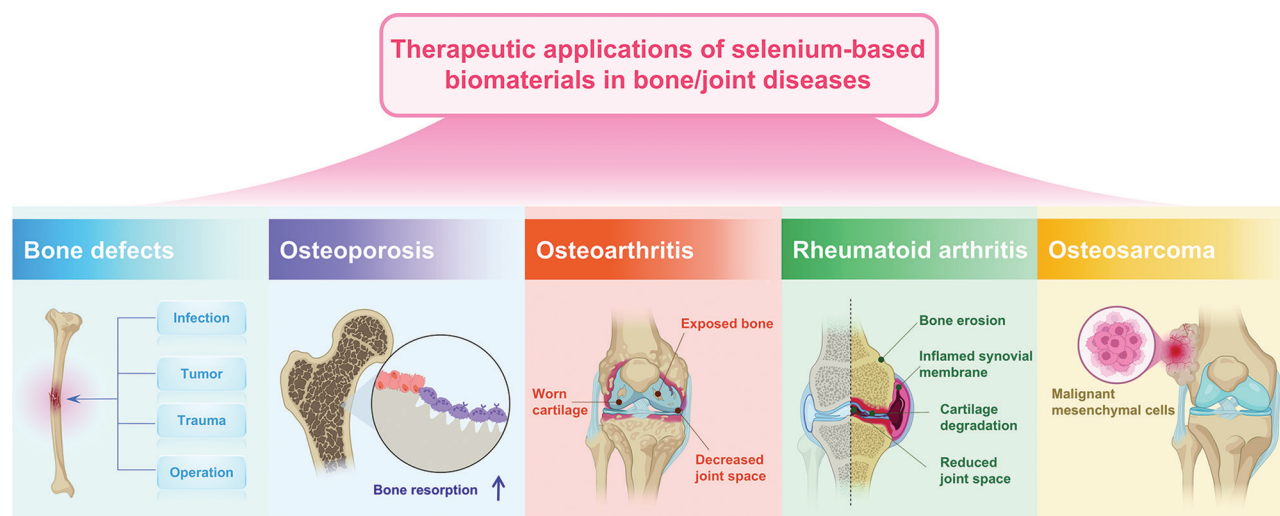 Therapeutic applications of selenium-based
biomaterials in bone/joint diseases
Bone defects
Infection
Tumor
Trauma
Operation
Osteoporosis
Bone resorption
Osteoarthritis
Exposed bone
Worn
cartilage
Decreased
joint space
Rheumatoid arthritis
Bone erosion
Inflamed synovial
membrane
Cartilage
degradation
Reduced
joint space
Osteosarcoma
Malignant
mesenchymal cells